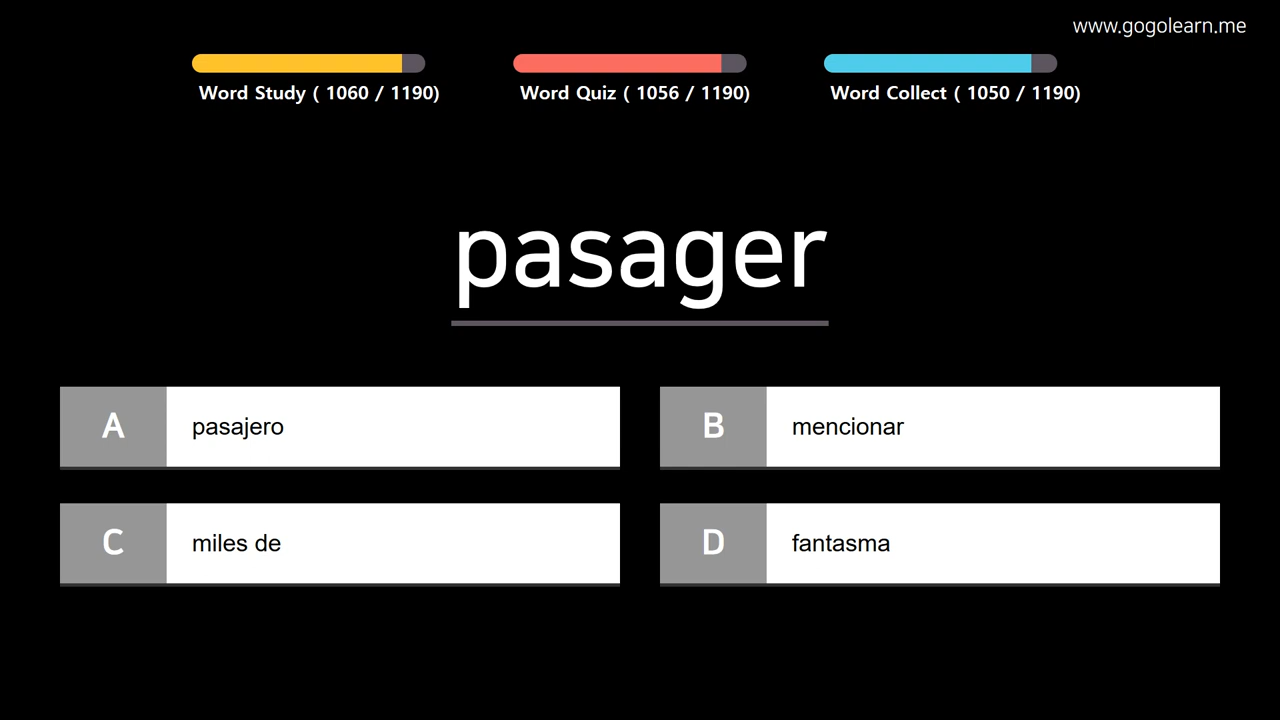 www.gogolearn.me
Word Study ( 1060 / 1190)
Word Quiz ( 1056 / 1190)
Word Collect ( 1050 / 1190)
pasager
A pasajero
B mencionar
C miles de
D fantasma